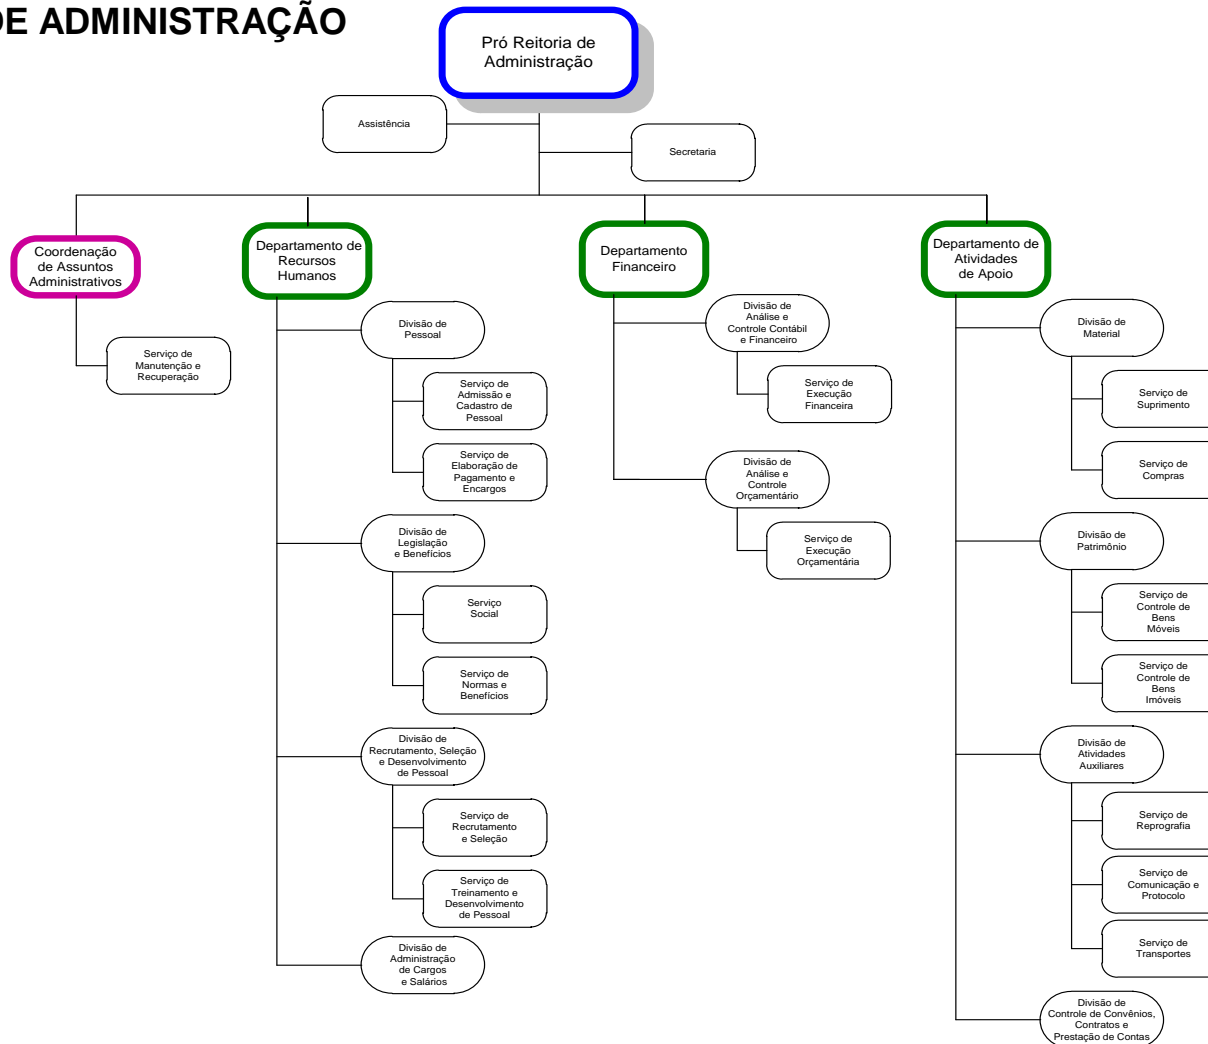 DE ADMINISTRAÇÃO
Pró Reitoria de
Administração
Assistência
Secretaria
Coordenação
de Assuntos
Administrativos
Serviço de
Manutenção e
Recuperação
Departamento de
Recursos
Humanos
Divisão de
Pessoal
Serviço de
Admissão e
Cadastro de
Pessoal
Serviço de
Elaboração de
Pagamento e
Encargos
Divisão de
Legislação
e Benefícios
Serviço
Social
Serviço de
Normas e
Benefícios
Divisão de
Recrutamento, Seleção
e Desenvolvimento
de Pessoal
Serviço de
Recrutamento
e Seleção
Serviço de
Treinamento e
Desenvolvimento
de Pessoal
Divisão de
Administração
de Cargos
e Salários
Departamento
Financeiro
Divisão de
Análise e
Controle Contábil
e Financeiro
Serviço de
Execução
Financeira
Divisão de
Análise e
Controle
Orçamentário
Serviço de
Execução
Orçamentária
Departamento de
Atividades
de Apoio
Divisão de
Material
Serviço de
Suprimento
Serviço de
Compras
Divisão de
Patrimônio
Serviço de
Controle de
Bens
Móveis
Serviço de
Controle de
Bens
Imóveis
Divisão de
Atividades
Auxiliares
Serviço de
Reprografia
Serviço de
Comunicação e
Protocolo
Serviço de
Transportes
Divisão de
Controle de Convênios,
Contratos e
Prestação de Contas